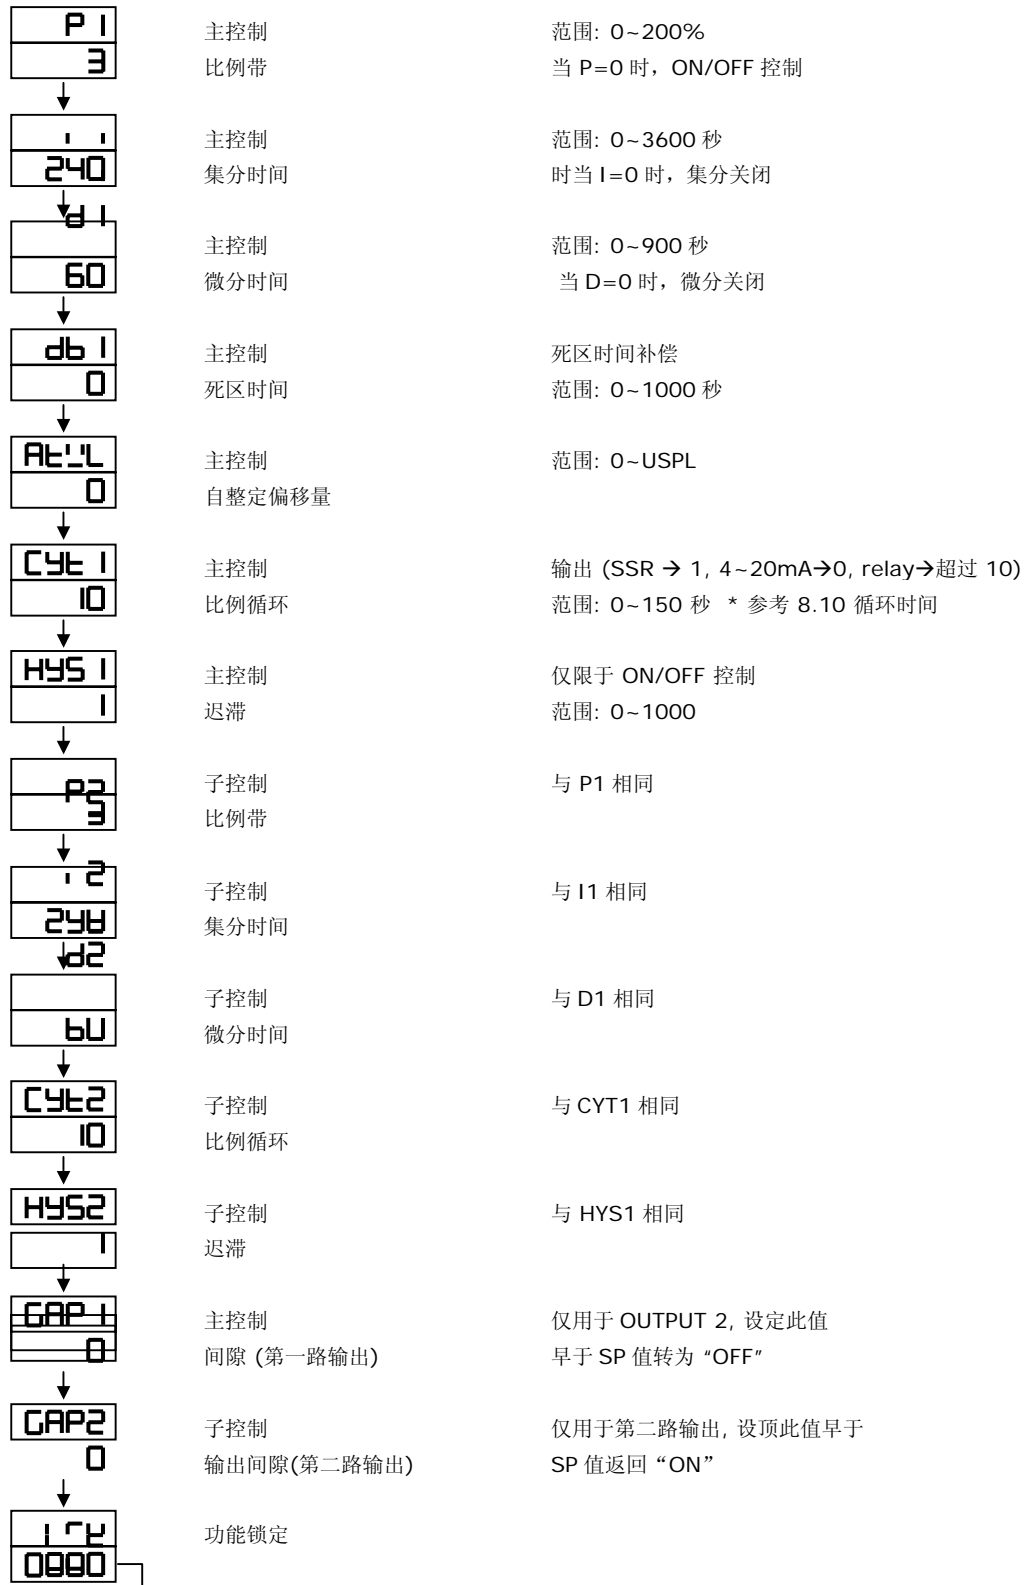 P1 主控制 范围: 0~200%
3 比例带 当 P=0 时，ON/OFF 控制
i1 主控制 范围: 0~3600 秒
240 集分时间 时当 I=0 时，集分关闭
d1
主控制 范围: 0~900 秒
60 微分时间 当 D=0 时，微分关闭
db1 主控制 死区时间补偿
0 死区时间 范围: 0~1000 秒
主控制 范围: 0~USPL
0 自整定偏移量
CYt1 主控制 输出 (SSR → 1, 4~20mA→0, relay→超过 10)
10 比例循环 范围: 0~150 秒 * 参考 8.10 循环时间
HYS1 主控制 仅限于 ON/OFF 控制
1 迟滞 范围: 0~1000
P2 子控制 与 P1 相同
3 比例带
i2 子控制 与 I1 相同
集分时间
d2
子控制 与 D1 相同
微分时间
CYt2 子控制 与 CYT1 相同
10 比例循环
HYS2 子控制 与 HYS1 相同
1 迟滞
GAP1 主控制 仅用于 OUTPUT 2, 设定此值
0 间隙 (第一路输出) 早于 SP 值转为 “OFF”
GAP2 子控制 仅用于第二路输出, 设顶此值早于
0 输出间隙(第二路输出) SP 值返回“ON”
功能锁定